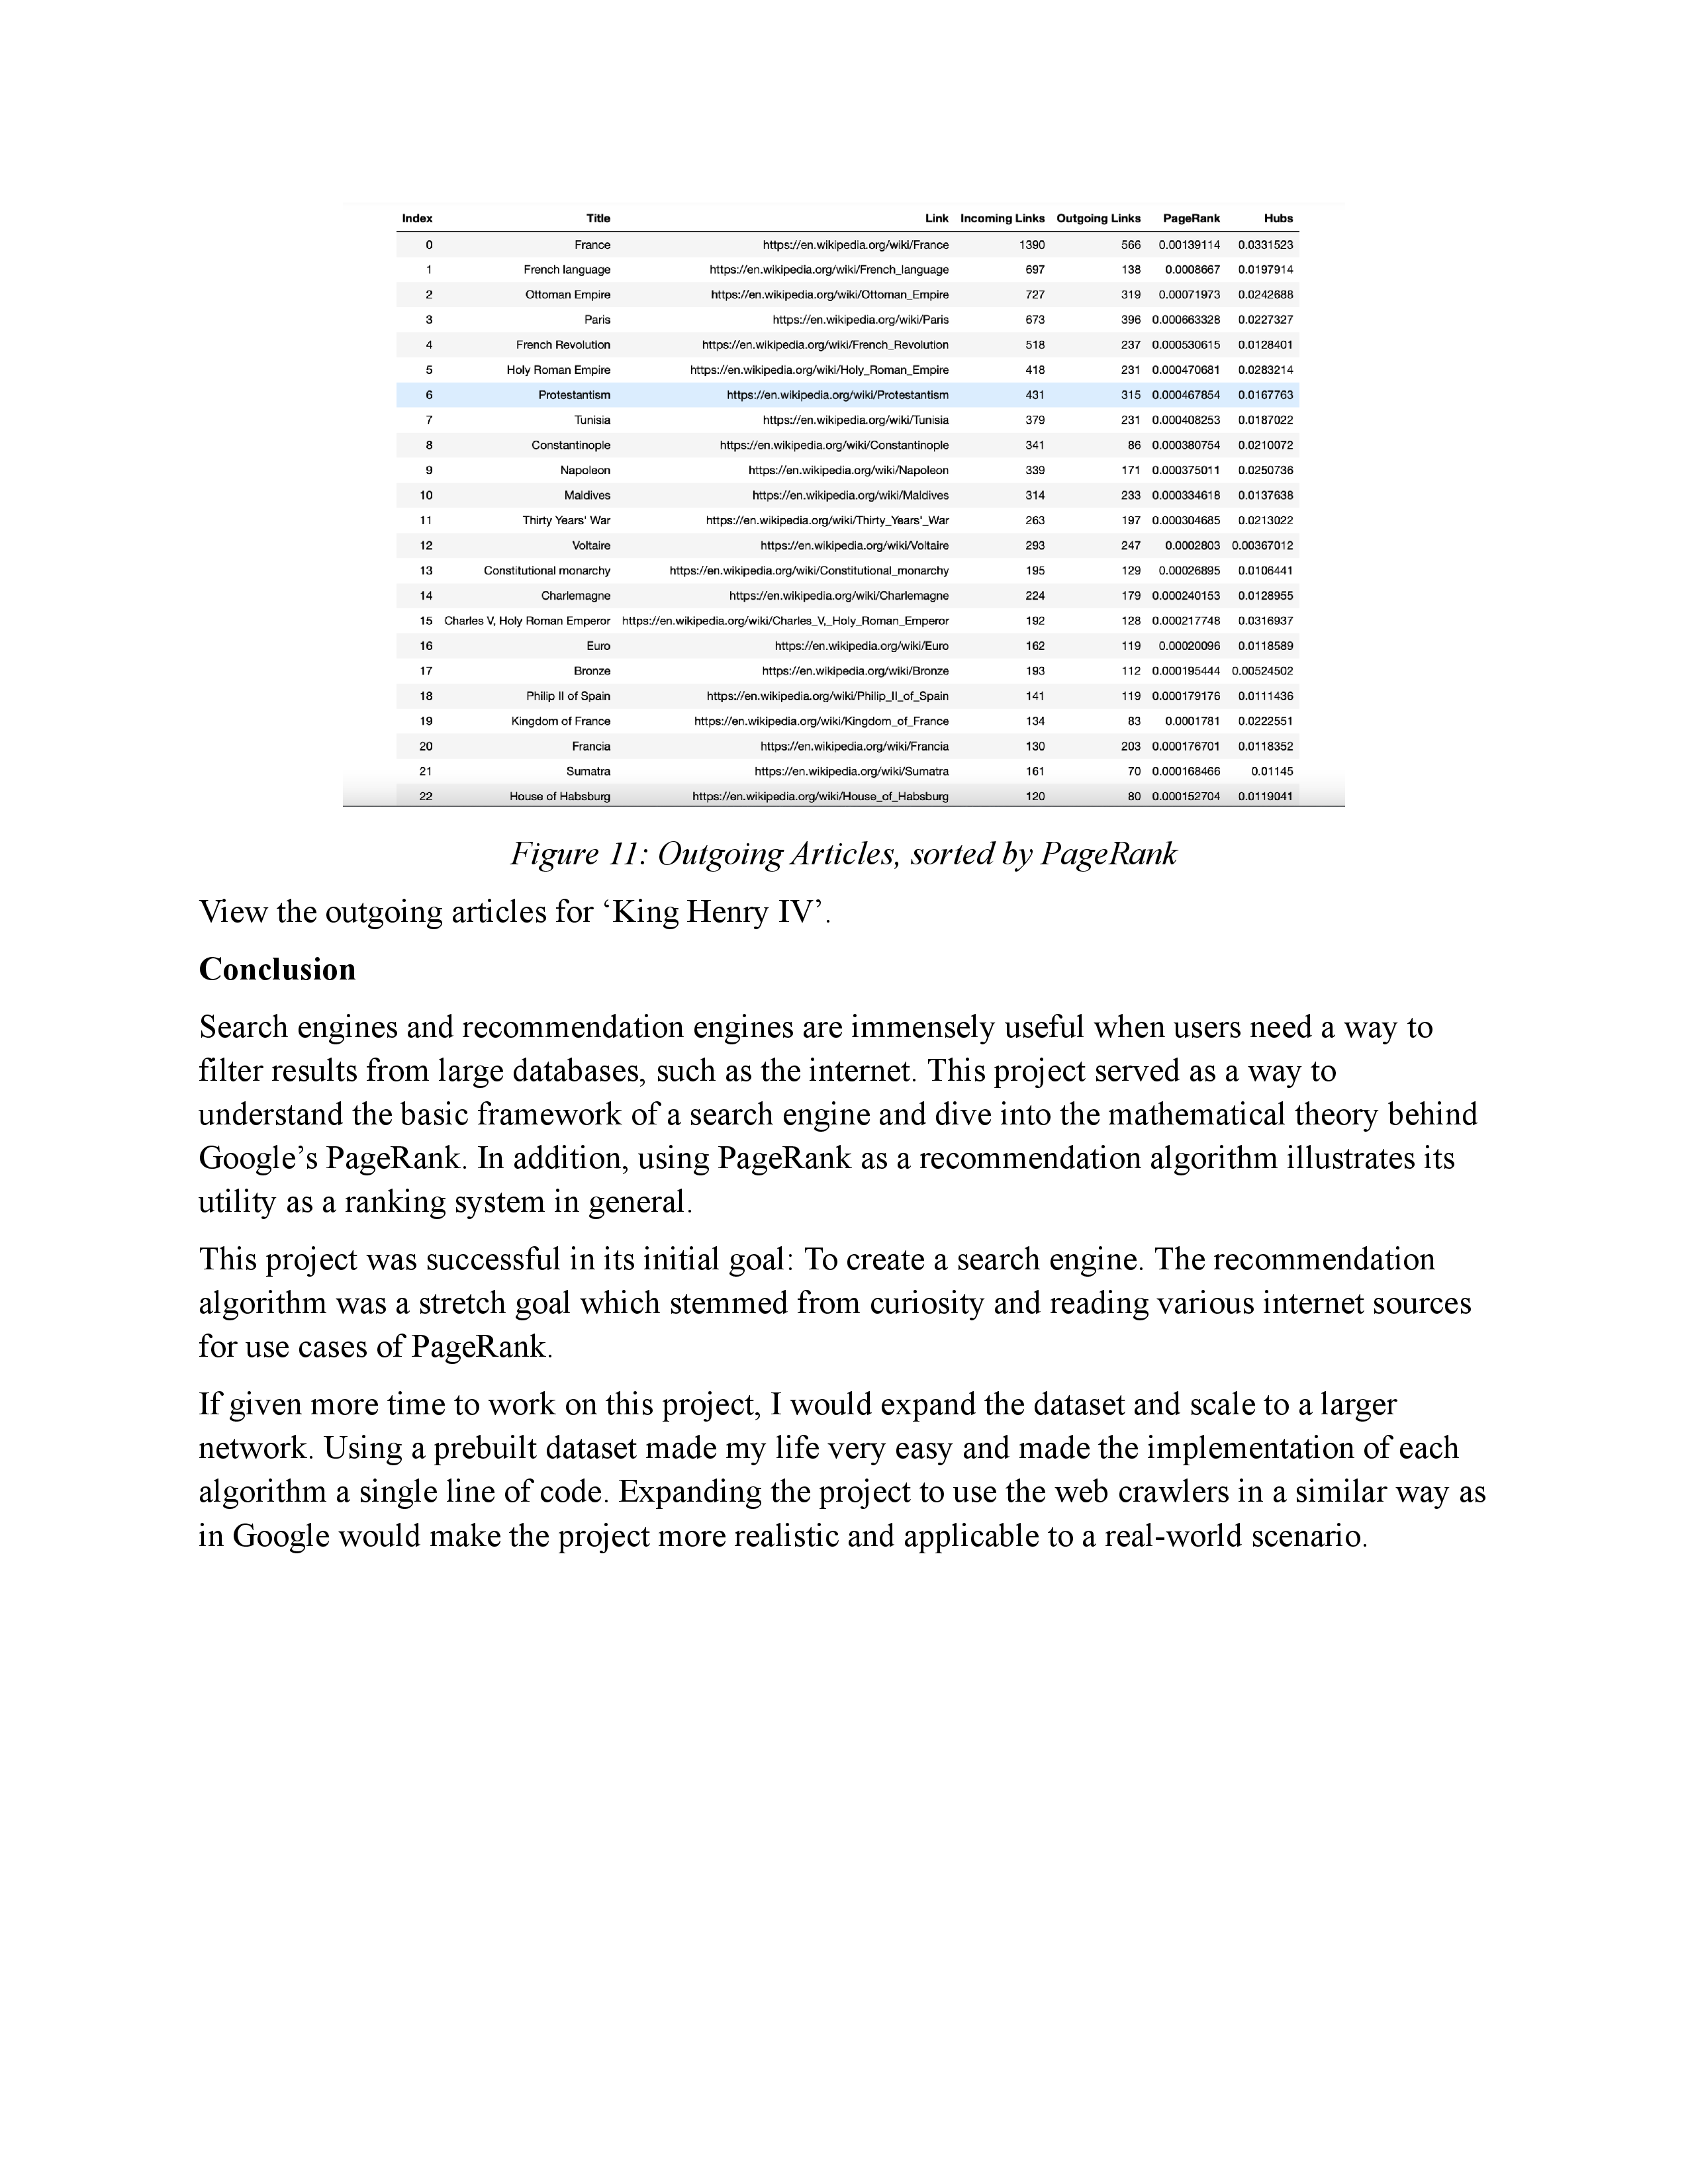 Index Title Link Incoming Links Outgoing Links PageRank Hubs
0 France https://en.wikipedia.org/wiki/France 1390 566 0.00139114 0.0331523
1 French language https://en.wikipedia.org/wiki/French_language 697 138 0.0008667 0.0197914
2 Ottoman Empire https://en.wikipedia.org/wiki/Ottoman_Empire 727 319 0.00071973 0.0242688
3 Paris https://en.wikipedia.org/wiki/Paris 673 396 0.000663328 0.0227327
4 French Revolution https://en.wikipedia.org/wiki/French_Revolution 518 237 0.000530615 0.0128401
5 Holy Roman Empire https://en.wikipedia.org/wiki/Holy_Roman_Empire 418 231 0.000470681 0.0283214
6 Protestantism https://en.wikipedia.org/wiki/Protestantism 431 315 0.000467854 0.0167763
7 Tunisia https://en.wikipedia.org/wiki/Tunisia 379 231 0.000408253 0.0187022
8 Constantinople https://en.wikipedia.org/wiki/Constantinople 341 86 0.000380754 0.0210072
9 Napoleon https://en.wikipedia.org/wiki/Napoleon 339 171 0.000375011 0.0250736
10 Maldives https://en.wikipedia.org/wiki/Maldives 314 233 0.000334618 0.0137638
11 Thirty Years' War https://en.wikipedia.org/wiki/Thirty_Years'_War 263 197 0.000304685 0.0213022
12 Voltaire https://en.wikipedia.org/wiki/Voltaire 293 247 0.0002803 0.00367012
13 Constitutional monarchy https://en.wikipedia.org/wiki/Constitutional_monarchy 195 129 0.00026895 0.0106441
14 Charlemagne https://en.wikipedia.org/wiki/Charlemagne 224 179 0.000240153 0.0128955
15 Charles V, Holy Roman Emperor https://en.wikipedia.org/wiki/Charles_V,_Holy_Roman_Emperor 192 128 0.000217748 0.0316937
16 Euro https://en.wikipedia.org/wiki/Euro 162 119 0.00020096 0.0118589
17 Bronze https://en.wikipedia.org/wiki/Bronze 193 112 0.000195444 0.00524502
18 Philip II of Spain https://en.wikipedia.org/wiki/Philip_II_of_Spain 141 119 0.000179176 0.0111436
19 Kingdom of France https://en.wikipedia.org/wiki/Kingdom_of_France 134 83 0.0001781 0.0222551
20 Francia https://en.wikipedia.org/wiki/Francia 130 203 0.000176701 0.0118352
21 Sumatra https://en.wikipedia.org/wiki/Sumatra 161 70 0.000168466 0.01145
22 House of Habsburg https://en.wikipedia.org/wiki/House_of_Habsburg 120 80 0.000152704 0.0119041
Figure 11: Outgoing Articles, sorted by PageRank
View the outgoing articles for ‘King Henry IV’.
Conclusion
Search engines and recommendation engines are immensely useful when users need a way to
filter results from large databases, such as the internet. This project served as a way to
understand the basic framework of a search engine and dive into the mathematical theory behind
Google’s PageRank. In addition, using PageRank as a recommendation algorithm illustrates its
utility as a ranking system in general.
This project was successful in its initial goal: To create a search engine. The recommendation
algorithm was a stretch goal which stemmed from curiosity and reading various internet sources
for use cases of PageRank.
If given more time to work on this project, I would expand the dataset and scale to a larger
network. Using a prebuilt dataset made my life very easy and made the implementation of each
algorithm a single line of code. Expanding the project to use the web crawlers in a similar way as
in Google would make the project more realistic and applicable to a real-world scenario.